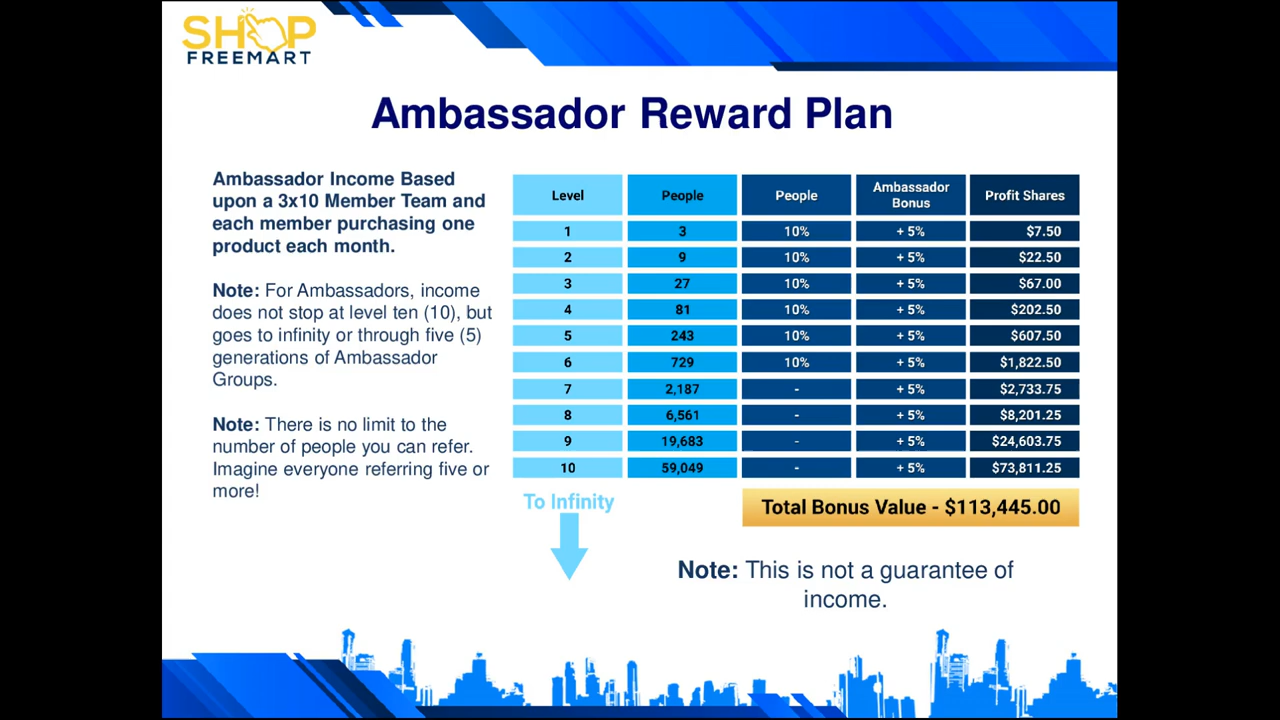 SHOP
FREEMART
Ambassador Reward Plan
Ambassador Income Based
upon a 3x10 Member Team and
each member purchasing one
product each month.
Note: For Ambassadors, income
does not stop at level ten (10), but
goes to infinity or through five (5)
generations of Ambassador
Groups.
Note: There is no limit to the
number of people you can refer.
Imagine everyone referring five or
more!
Level People People Ambassador Bonus Profit Shares
1 3 10% + 5% $7.50
2 9 10% + 5% $22.50
3 27 10% + 5% $67.00
4 81 10% + 5% $202.50
5 243 10% + 5% $607.50
6 729 10% + 5% $1,822.50
7 2,187 - + 5% $2,733.75
8 6,561 - + 5% $8,201.25
9 19,683 - + 5% $24,603.75
10 59,049 - + 5% $73,811.25
To Infinity
Total Bonus Value - $113,445.00
Note: This is not a guarantee of
income.